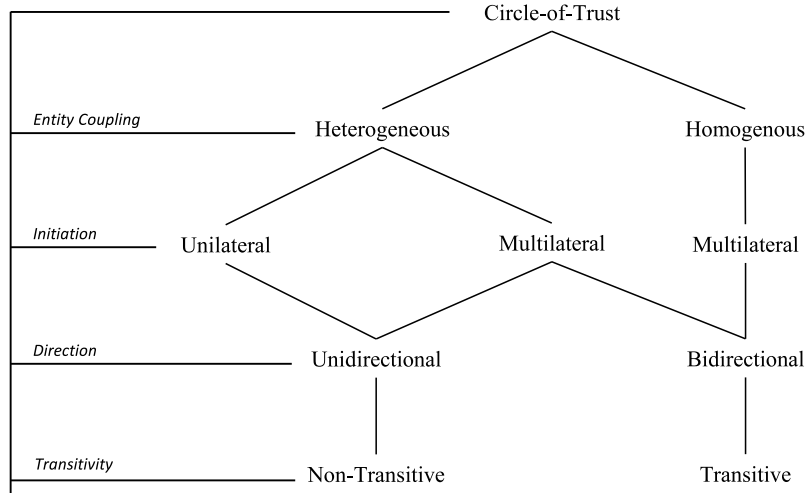 Circle-of-Trust
Entity Coupling
Heterogeneous
Homogenous
Initiation
Unilateral
Multilateral
Multilateral
Direction
Unidirectional
Bidirectional
Transitivity
Non-Transitive
Transitive